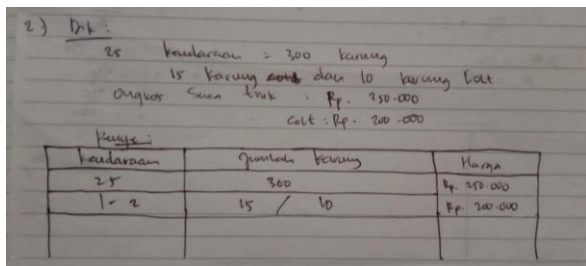 2) Dik :
25 kendaraan = 300 karung
15 karung dan 10 karung Colt
ongkos sewa truk : Rp. 250.000
Colt : Rp. 200.000
Kendaraan Jumlah karung Harga
25 300 Rp. 250.000
1 - 2 15 / 10 Rp. 200.000